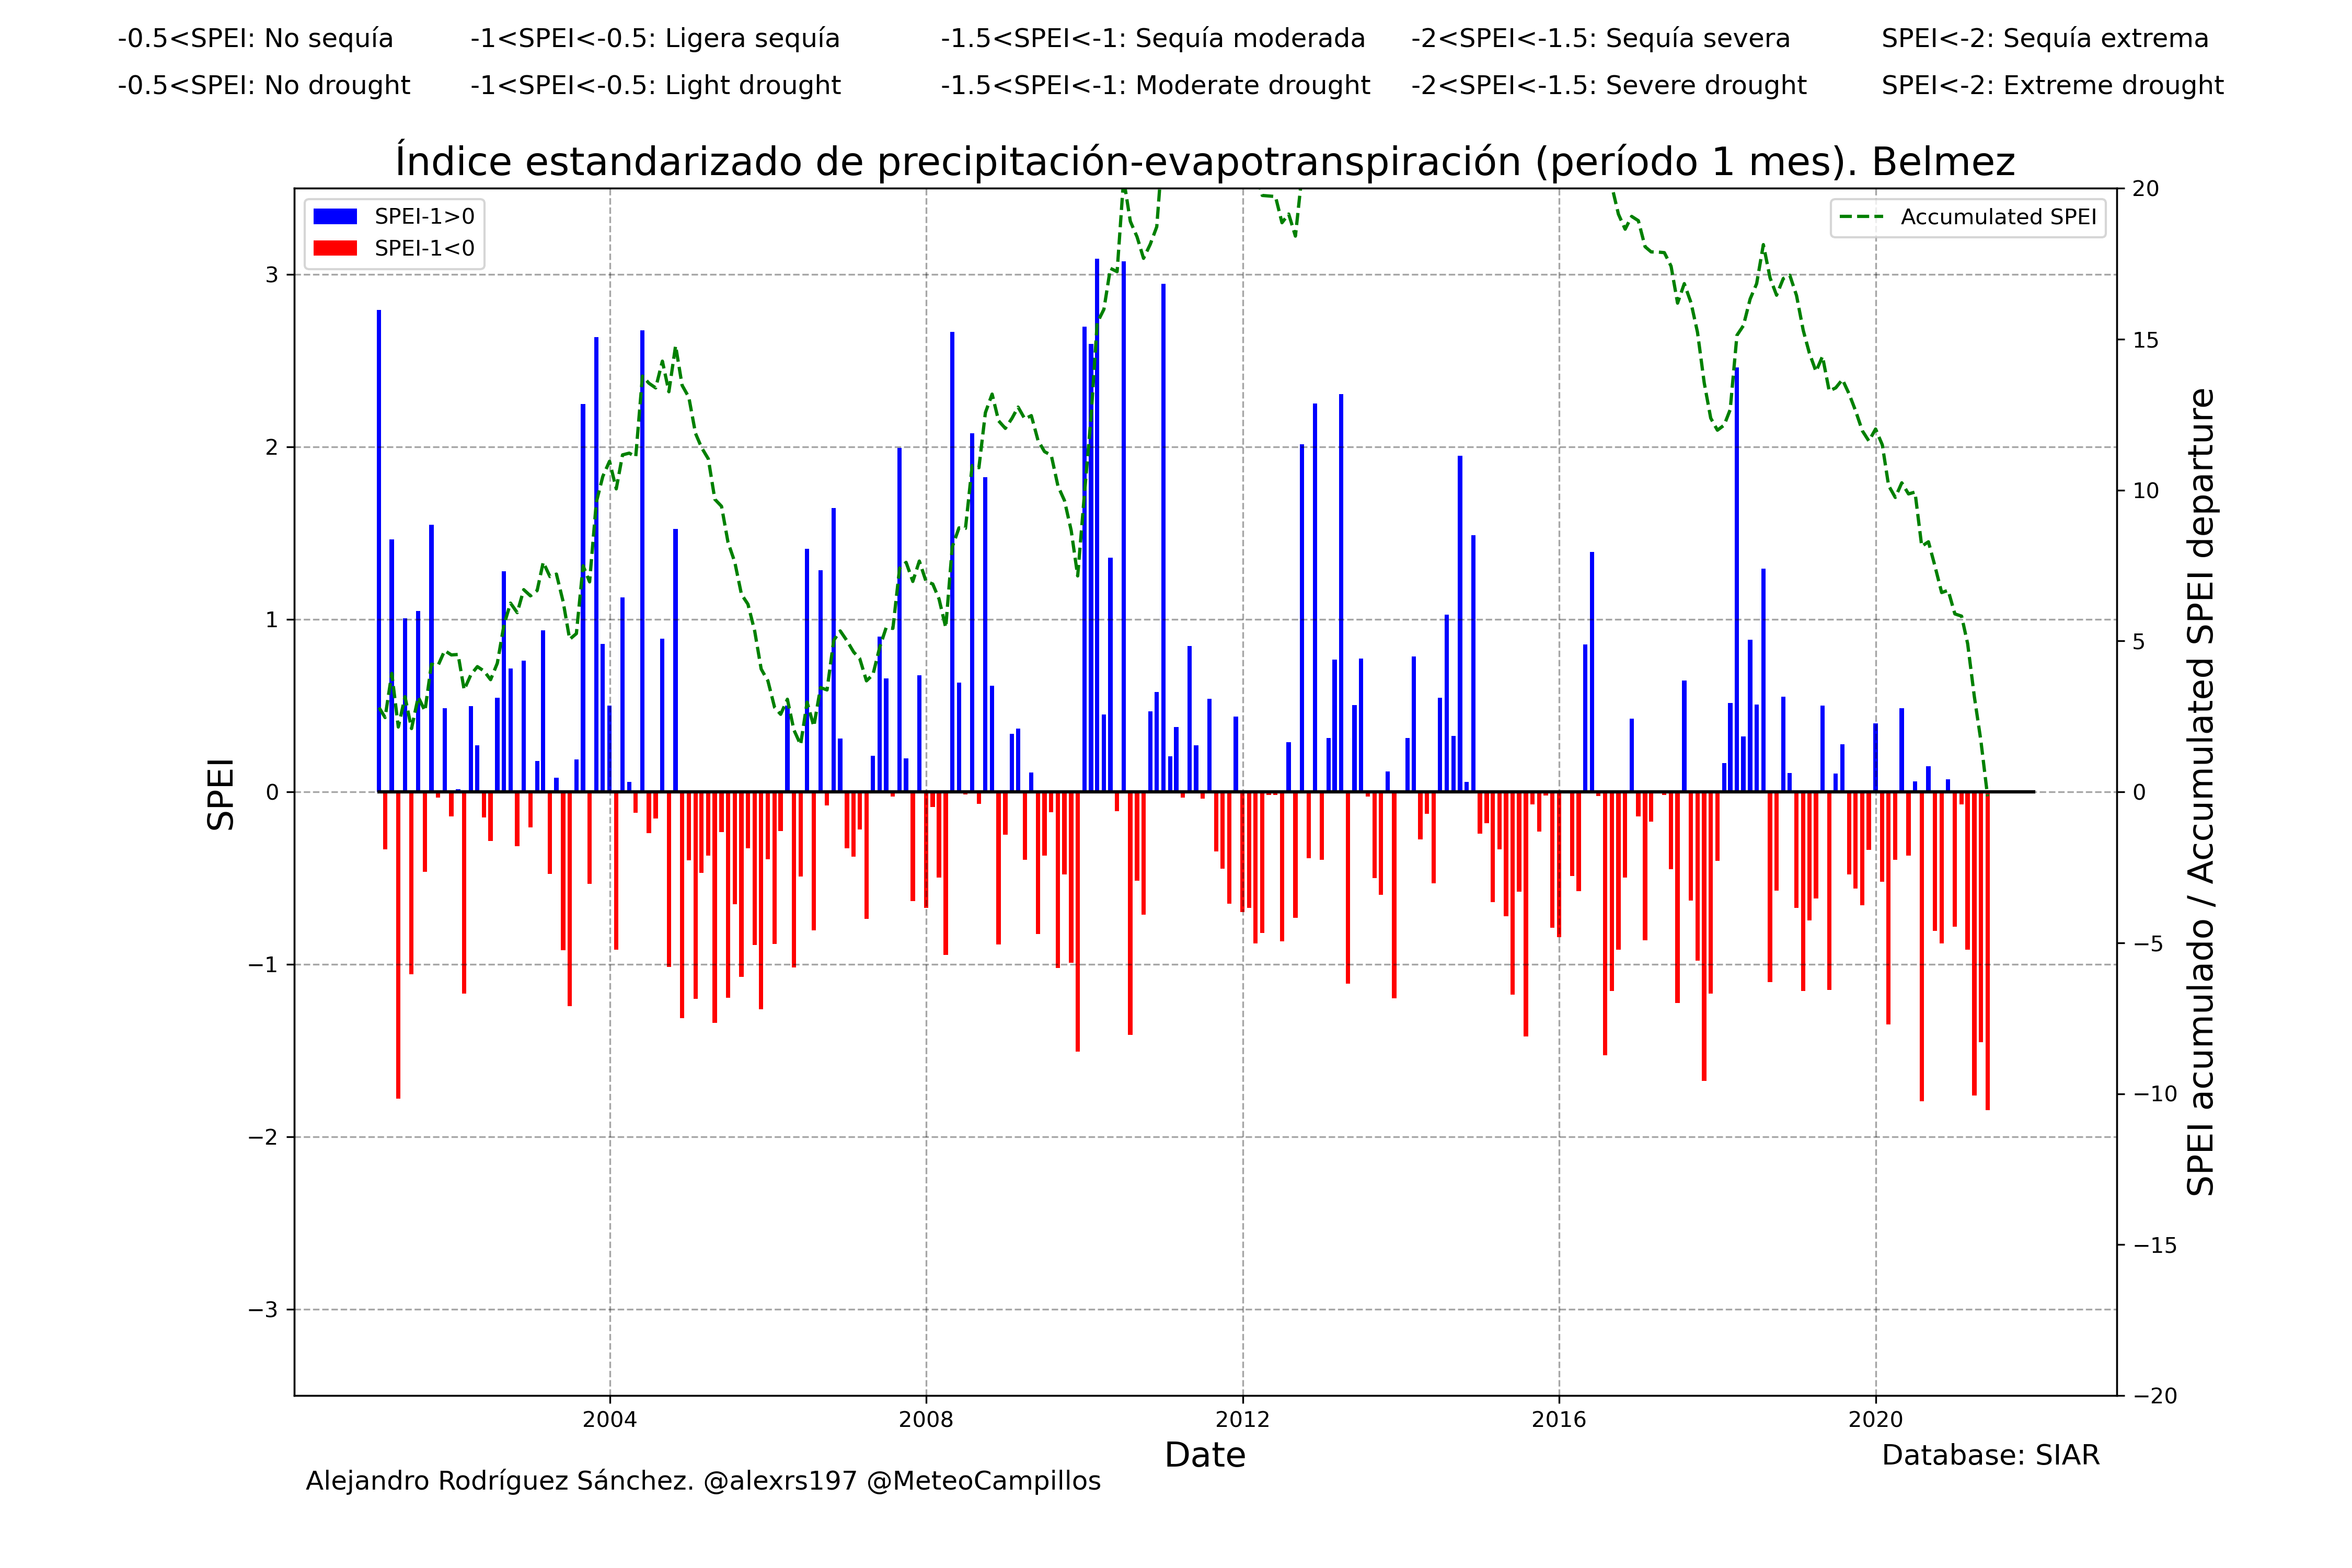 -0.5<SPEI: No sequía -1<SPEI<-0.5: Ligera sequía -1.5<SPEI<-1: Sequía moderada -2<SPEI<-1.5: Sequía severa SPEI<-2: Sequía extrema
-0.5<SPEI: No drought -1<SPEI<-0.5: Light drought -1.5<SPEI<-1: Moderate drought -2<SPEI<-1.5: Severe drought SPEI<-2: Extreme drought
Índice estandarizado de precipitación-evapotranspiración (período 1 mes). Belmez
SPEI-1>0
SPEI-1<0
Accumulated SPEI
SPEI
3
2
1
0
−1
−2
−3
20
15
10
5
0
−5
−10
−15
−20
SPEI acumulado / Accumulated SPEI departure
2004 2008 2012 2016 2020
Date
Database: SIAR
Alejandro Rodríguez Sánchez. @alexrs197 @MeteoCampillos